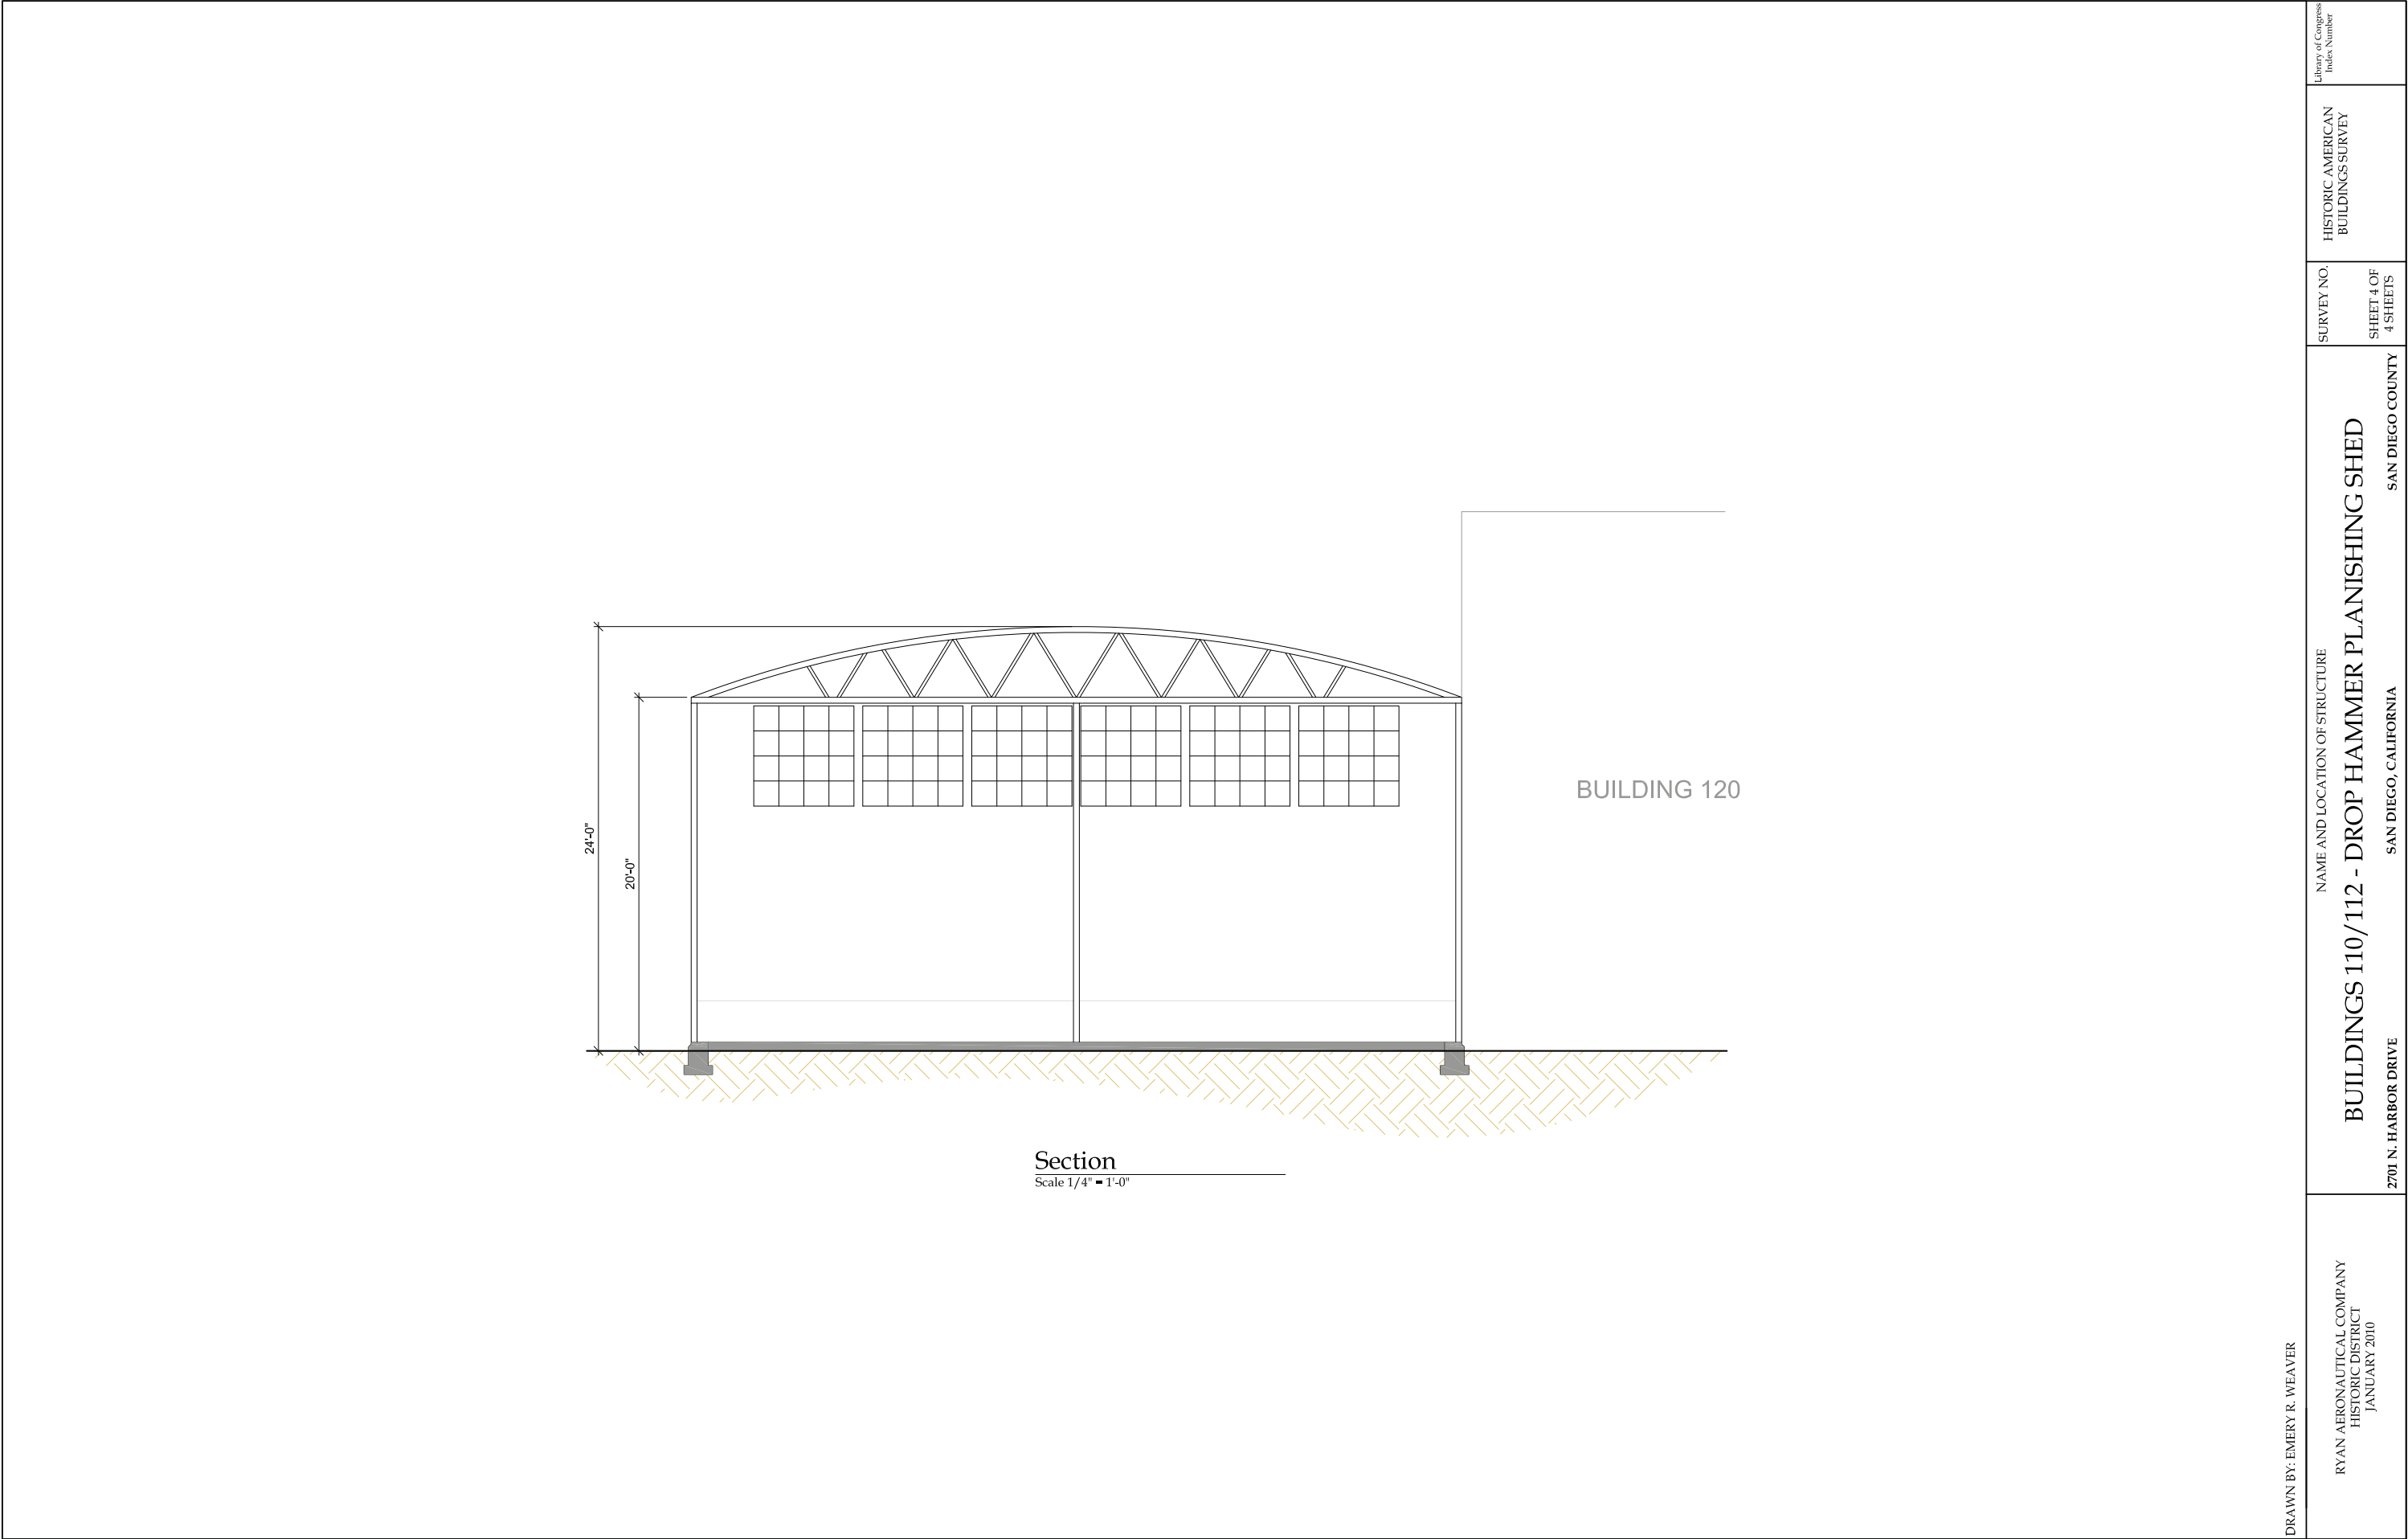 24'-0"
20'-0"
BUILDING 120
Section
Scale 1/4" = 1'-0"
DRAWN BY: EMERY R. WEAVER
RYAN AERONAUTICAL COMPANY
HISTORIC DISTRICT
JANUARY 2010
NAME AND LOCATION OF STRUCTURE
BUILDINGS 110/112 - DROP HAMMER PLANISHING SHED
2701 N. HARBOR DRIVE SAN DIEGO, CALIFORNIA SAN DIEGO COUNTY
SURVEY NO.
SHEET 4 OF
4 SHEETS
HISTORIC AMERICAN
BUILDINGS SURVEY
Library of Congress
Index Number